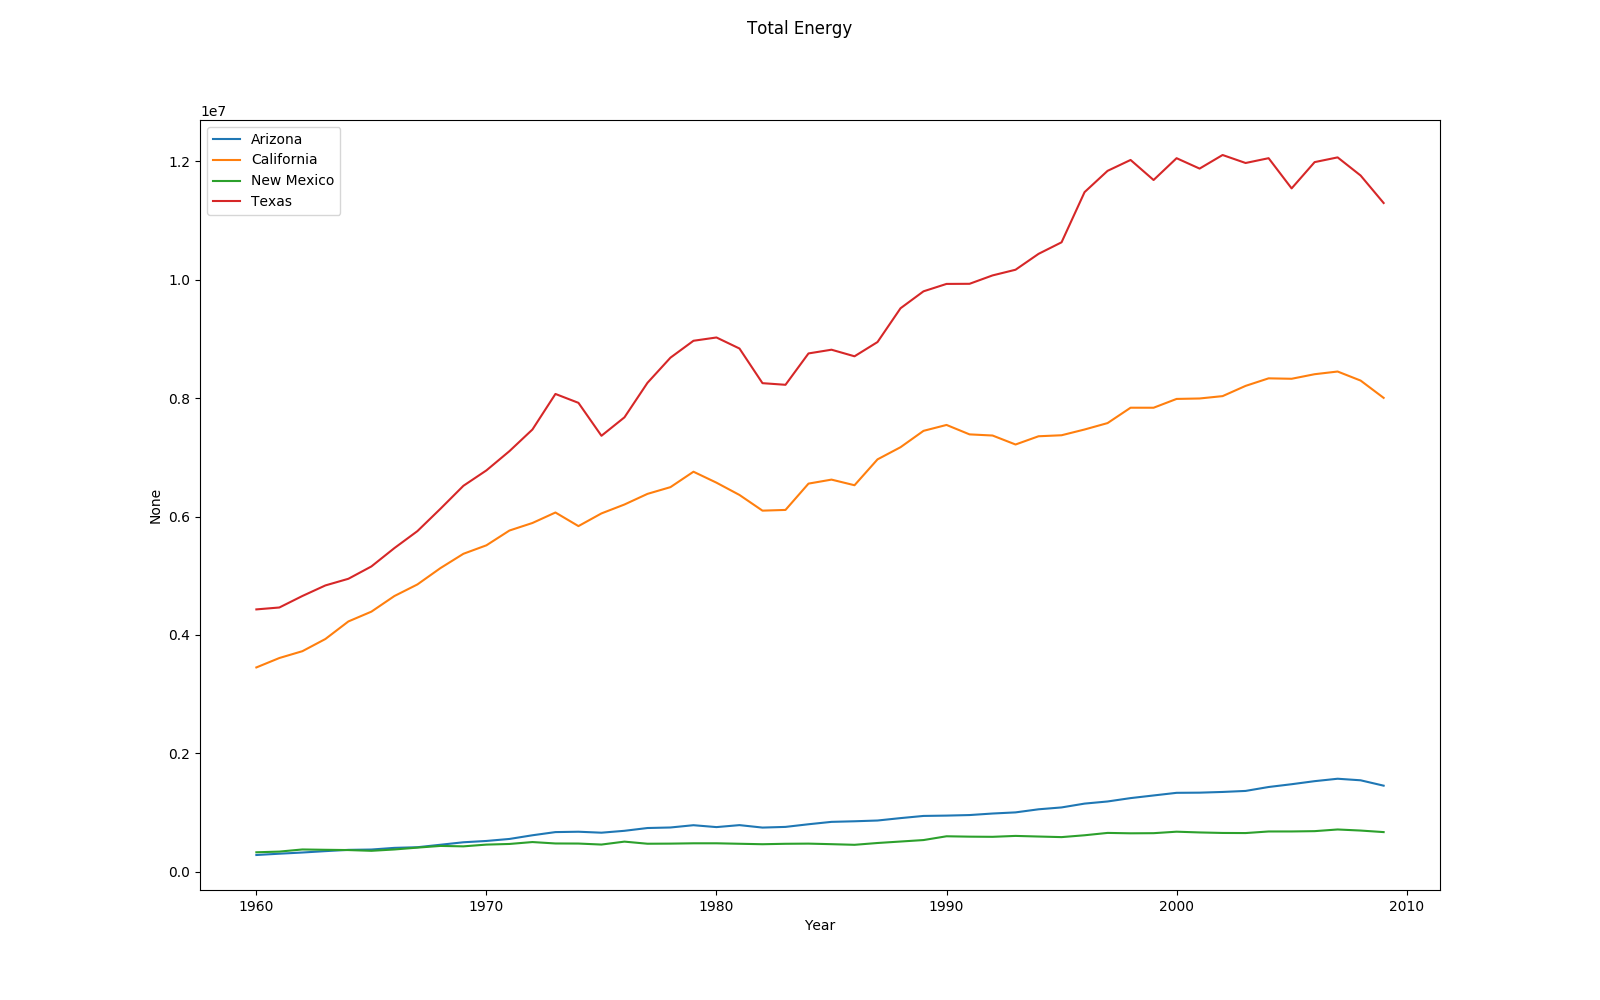 Total Energy
1e7
Arizona
California
New Mexico
Texas
1.2
1.0
0.8
0.6
0.4
0.2
0.0
None
1960 1970 1980 1990 2000 2010
Year